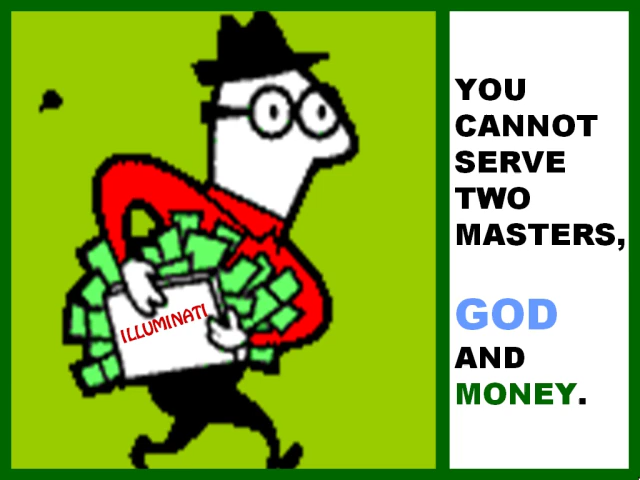 ILLUMINATI
YOU
CANNOT
SERVE
TWO
MASTERS,
GOD
AND
MONEY.